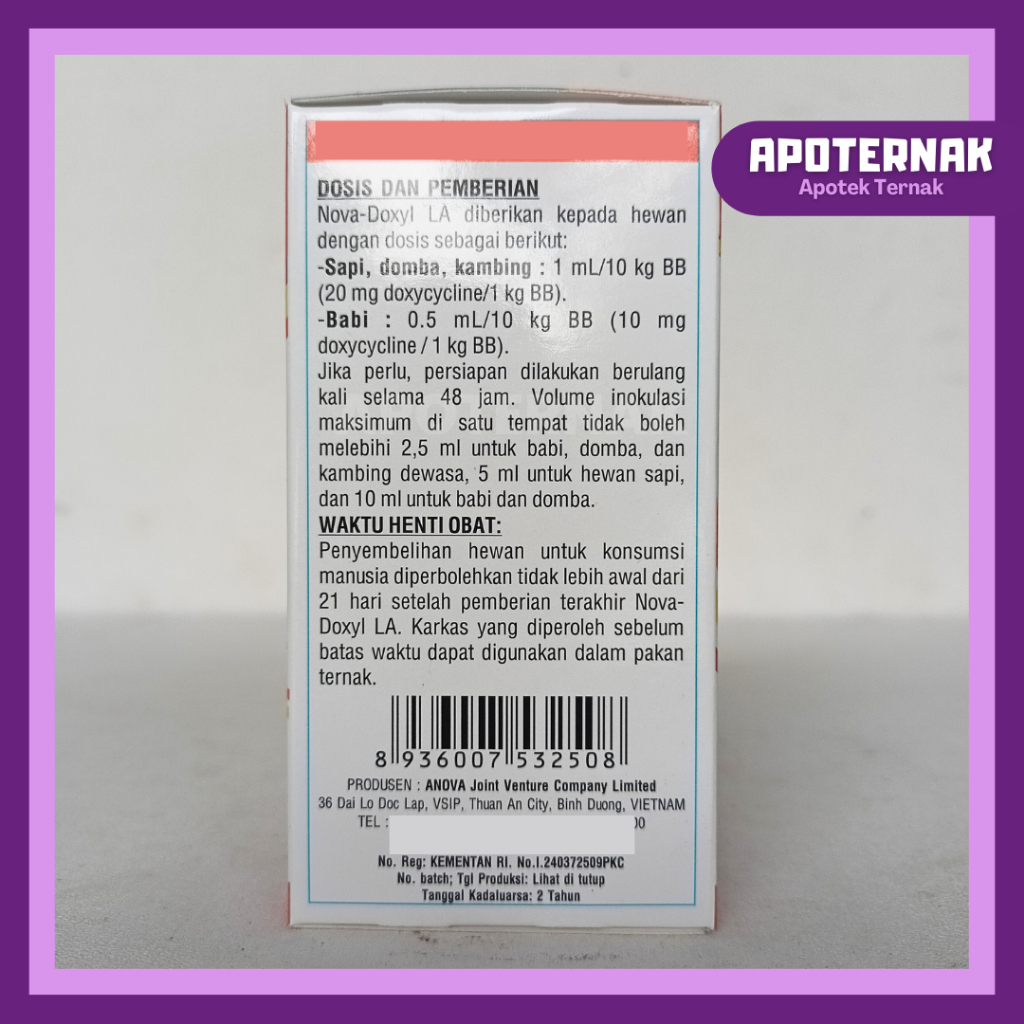 APOTERNAK
Apotek Ternak
DOSIS DAN PEMBERIAN
Nova-Doxyl LA diberikan kepada hewan
dengan dosis sebagai berikut:
-Sapi, domba, kambing : 1 mL/10 kg BB
(20 mg doxycycline/1 kg BB).
-Babi : 0.5 mL/10 kg BB (10 mg
doxycycline / 1 kg BB).
Jika perlu, persiapan dilakukan berulang
kali selama 48 jam. Volume inokulasi
maksimum di satu tempat tidak boleh
melebihi 2,5 ml untuk babi, domba, dan
kambing dewasa, 5 ml untuk hewan sapi,
dan 10 ml untuk babi dan domba.
WAKTU HENTI OBAT:
Penyembelihan hewan untuk konsumsi
manusia diperbolehkan tidak lebih awal dari
21 hari setelah pemberian terakhir Nova-
Doxyl LA. Karkas yang diperoleh sebelum
batas waktu dapat digunakan dalam pakan
ternak.
8 936007 532508
PRODUSEN : ANOVA Joint Venture Company Limited
36 Dai Lo Doc Lap, VSIP, Thuan An City, Binh Duong, VIETNAM
TEL :
No. Reg: KEMENTAN RI. No.I.240372509PKC
No. batch; Tgl Produksi: Lihat di tutup
Tanggal Kadaluarsa: 2 Tahun